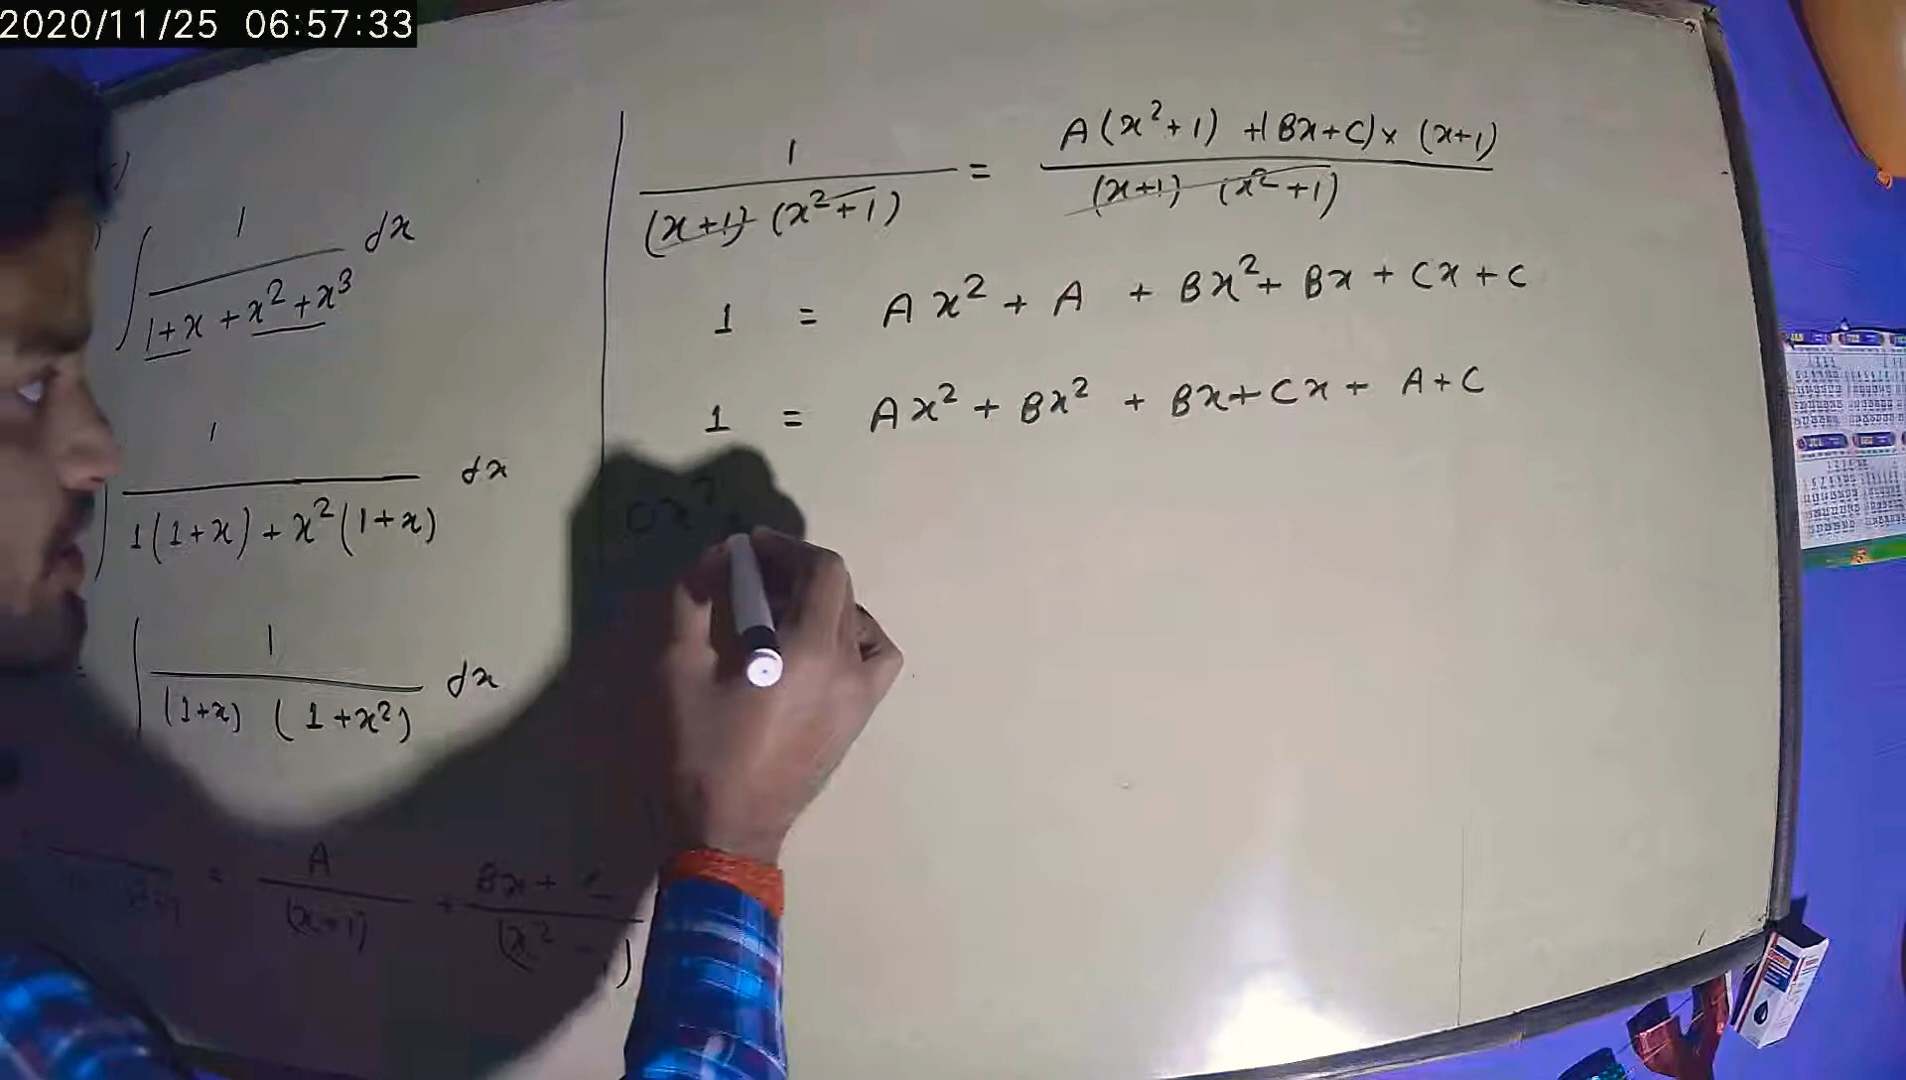 2020/11/25 06:57:33
∫ 1/(1+x+x²+x³) dx
1/(1(1+x)+x²(1+x)) dx
∫ 1/((1+x) (1+x²)) dx
= A/(x+1) + Bx+
1/((x+1) (x²+1)) = (A(x²+1) +(Bx+C)× (x+1))/((x+1) (x²+1))
1 = Ax² + A + Bx² + Bx + Cx + C
1 = Ax² + Bx² + Bx + Cx + A + C
0x² +